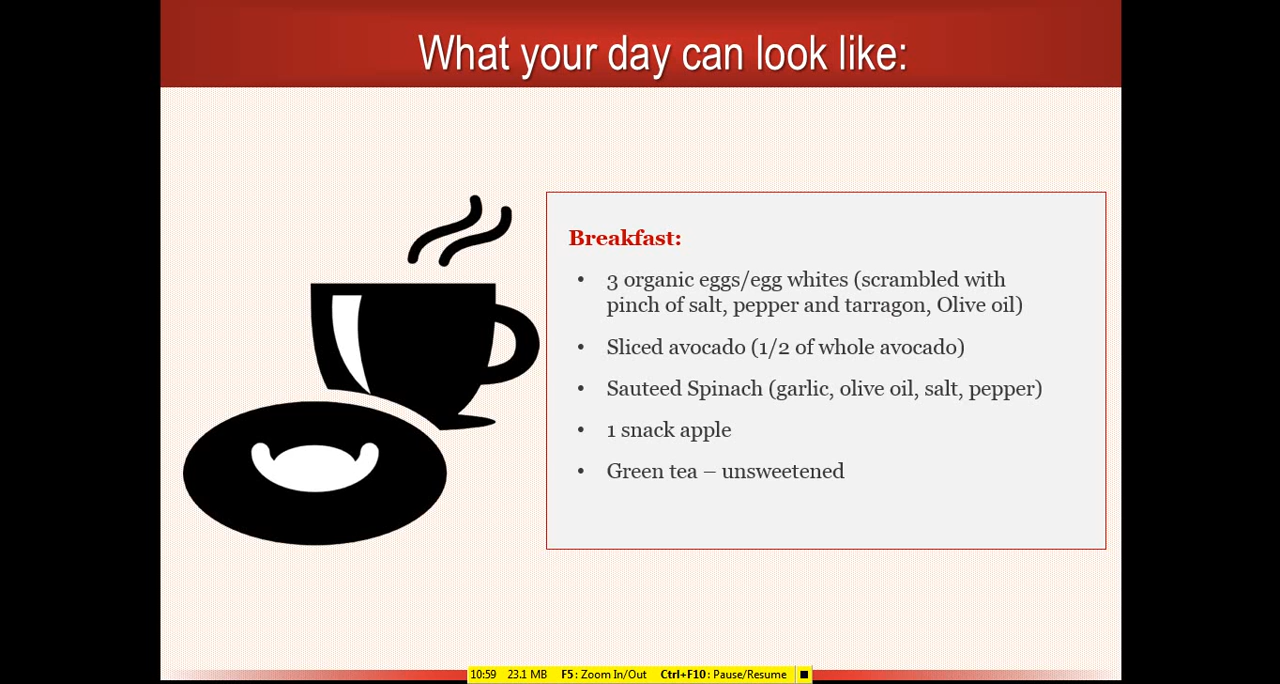 What your day can look like:
Breakfast:
• 3 organic eggs/egg whites (scrambled with
pinch of salt, pepper and tarragon, Olive oil)
• Sliced avocado (1/2 of whole avocado)
• Sauteed Spinach (garlic, olive oil, salt, pepper)
• 1 snack apple
• Green tea – unsweetened
10:59 23.1 MB F5: Zoom In/Out Ctrl+F10: Pause/Resume